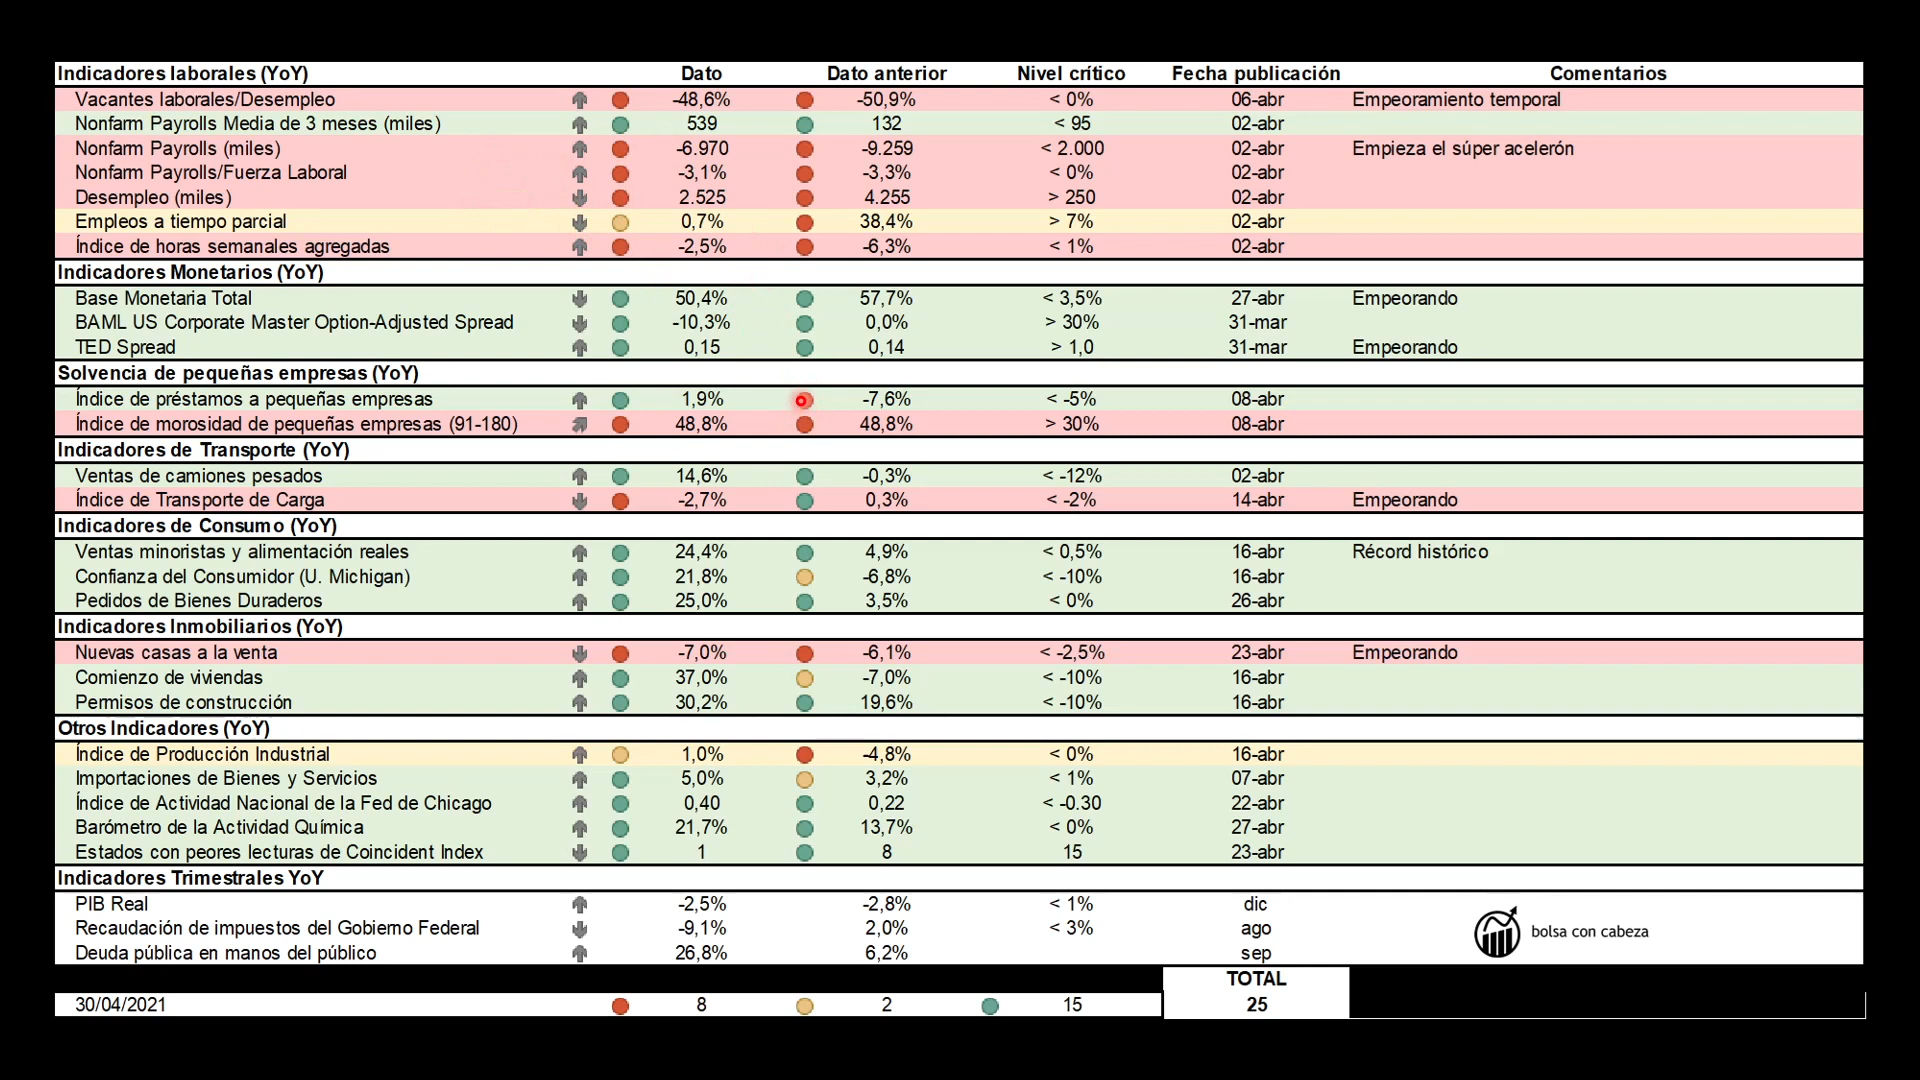 Indicadores laborales (YoY) Dato Dato anterior Nivel crítico Fecha publicación Comentarios
Vacantes laborales/Desempleo -48,6% -50,9% < 0% 06-abr Empeoramiento temporal
Nonfarm Payrolls Media de 3 meses (miles) 539 132 < 95 02-abr
Nonfarm Payrolls (miles) -6.970 -9.259 < 2.000 02-abr Empieza el súper acelerón
Nonfarm Payrolls/Fuerza Laboral -3,1% -3,3% < 0% 02-abr
Desempleo (miles) 2.525 4.255 > 250 02-abr
Empleos a tiempo parcial 0,7% 38,4% > 7% 02-abr
Índice de horas semanales agregadas -2,5% -6,3% < 1% 02-abr
Indicadores Monetarios (YoY)
Base Monetaria Total 50,4% 57,7% < 3,5% 27-abr Empeorando
BAML US Corporate Master Option-Adjusted Spread -10,3% 0,0% > 30% 31-mar
TED Spread 0,15 0,14 > 1,0 31-mar Empeorando
Solvencia de pequeñas empresas (YoY)
Índice de préstamos a pequeñas empresas 1,9% -7,6% < -5% 08-abr
Índice de morosidad de pequeñas empresas (91-180) 48,8% 48,8% > 30% 08-abr
Indicadores de Transporte (YoY)
Ventas de camiones pesados 14,6% -0,3% < -12% 02-abr
Índice de Transporte de Carga -2,7% 0,3% < -2% 14-abr Empeorando
Indicadores de Consumo (YoY)
Ventas minoristas y alimentación reales 24,4% 4,9% < 0,5% 16-abr Récord histórico
Confianza del Consumidor (U. Michigan) 21,8% -6,8% < -10% 16-abr
Pedidos de Bienes Duraderos 25,0% 3,5% < 0% 26-abr
Indicadores Inmobiliarios (YoY)
Nuevas casas a la venta -7,0% -6,1% < -2,5% 23-abr Empeorando
Comienzo de viviendas 37,0% -7,0% < -10% 16-abr
Permisos de construcción 30,2% 19,6% < -10% 16-abr
Otros Indicadores (YoY)
Índice de Producción Industrial 1,0% -4,8% < 0% 16-abr
Importaciones de Bienes y Servicios 5,0% 3,2% < 1% 07-abr
Índice de Actividad Nacional de la Fed de Chicago 0,40 0,22 < -0.30 22-abr
Barómetro de la Actividad Química 21,7% 13,7% < 0% 27-abr
Estados con peores lecturas de Coincident Index 1 8 15 23-abr
Indicadores Trimestrales YoY
PIB Real -2,5% -2,8% < 1% dic
Recaudación de impuestos del Gobierno Federal -9,1% 2,0% < 3% ago
bolsa con cabeza
Deuda pública en manos del público 26,8% 6,2% sep
TOTAL
30/04/2021 8 2 15 25